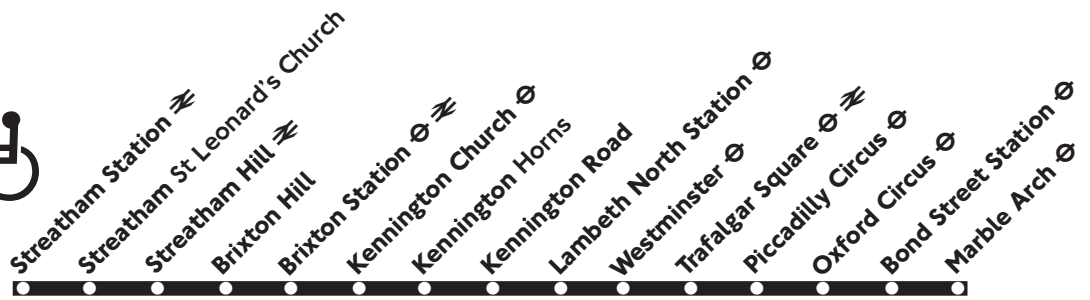 Streatham Station
Streatham St Leonard's Church
Streatham Hill
Brixton Hill
Brixton Station
Kennington Church
Kennington Horns
Kennington Road
Lambeth North Station
Westminster
Trafalgar Square
Piccadilly Circus
Oxford Circus
Bond Street Station
Marble Arch